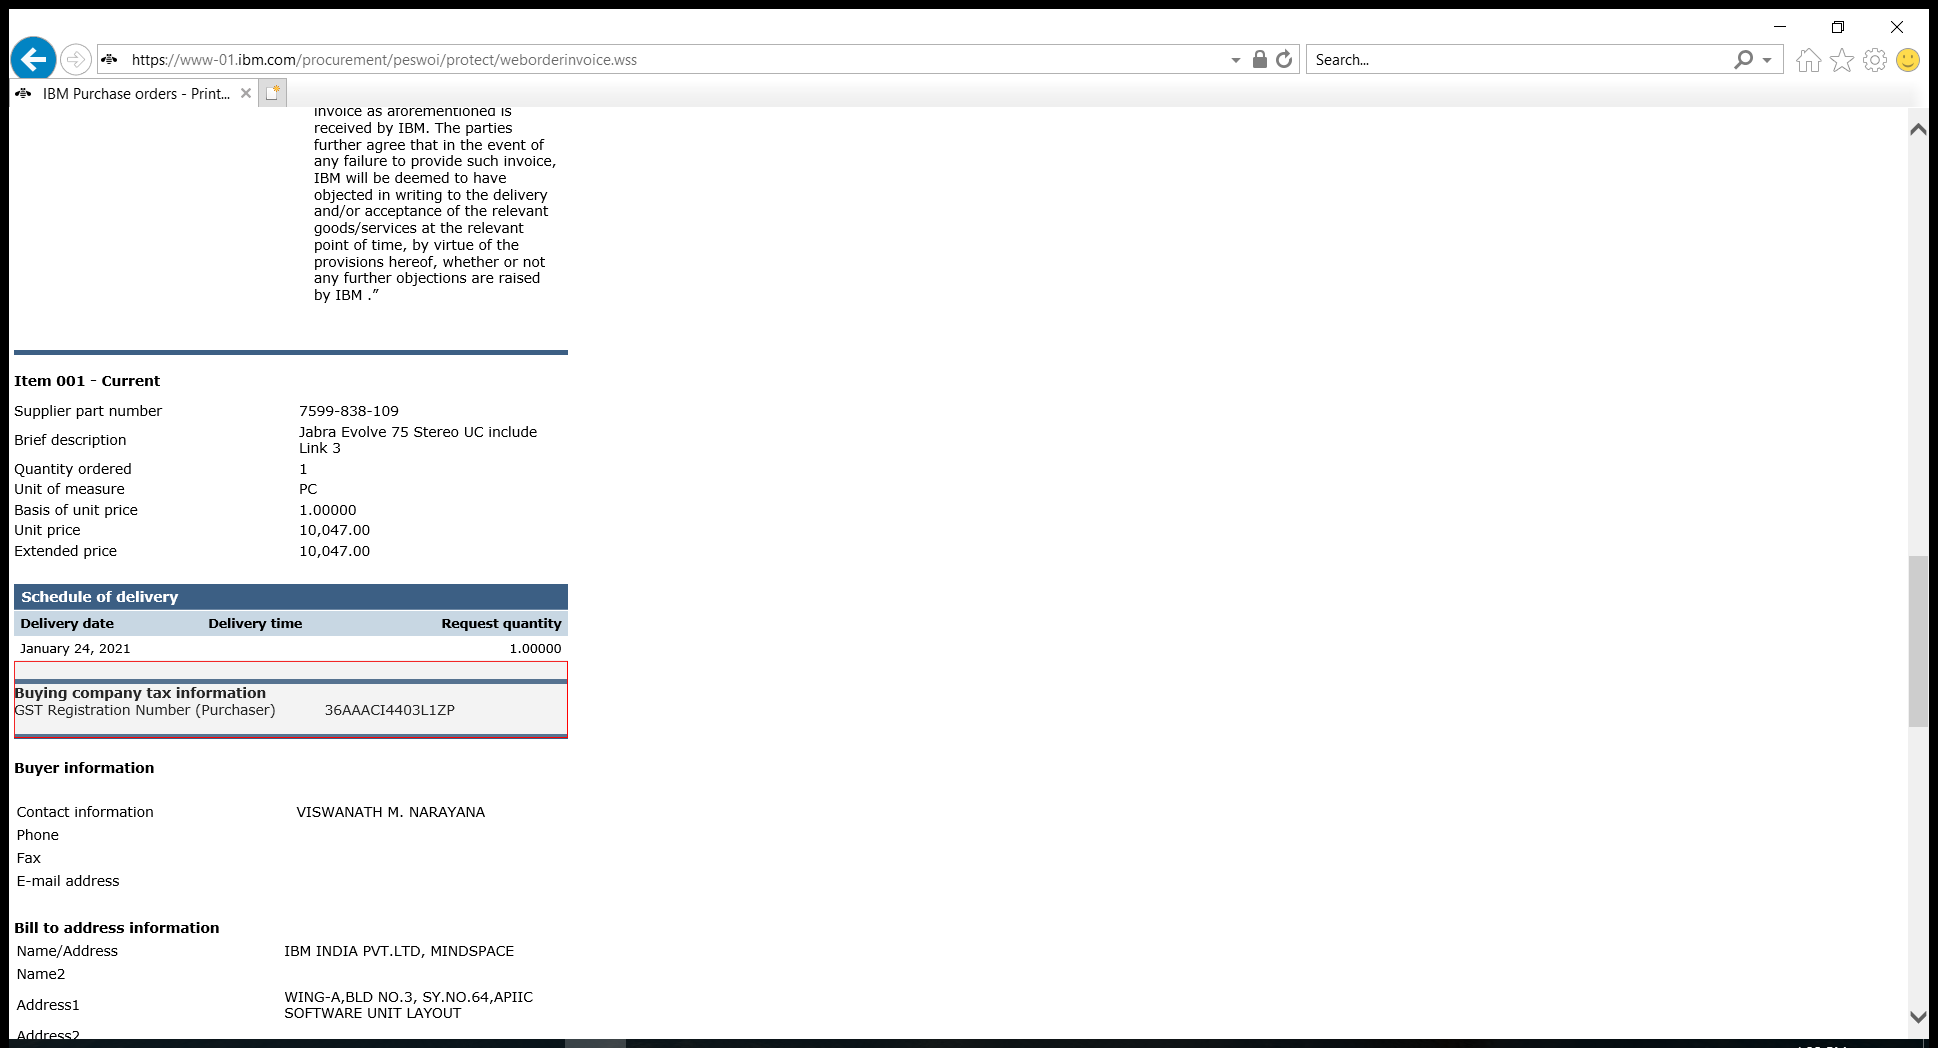 https://www-01.ibm.com/procurement/peswoi/protect/weborderinvoice.wss
Search...
IBM Purchase orders - Print...
invoice as aforementioned is
received by IBM. The parties
further agree that in the event of
any failure to provide such invoice,
IBM will be deemed to have
objected in writing to the delivery
and/or acceptance of the relevant
goods/services at the relevant
point of time, by virtue of the
provisions hereof, whether or not
any further objections are raised
by IBM .”
Item 001 - Current
Supplier part number 7599-838-109
Brief description Jabra Evolve 75 Stereo UC include
Link 3
Quantity ordered 1
Unit of measure PC
Basis of unit price 1.00000
Unit price 10,047.00
Extended price 10,047.00
Schedule of delivery
Delivery date Delivery time Request quantity
January 24, 2021 1.00000
Buying company tax information
GST Registration Number (Purchaser) 36AAACI4403L1ZP
Buyer information
Contact information VISWANATH M. NARAYANA
Phone
Fax
E-mail address
Bill to address information
Name/Address IBM INDIA PVT.LTD, MINDSPACE
Name2
Address1 WING-A,BLD NO.3, SY.NO.64,APIIC
SOFTWARE UNIT LAYOUT
Address2